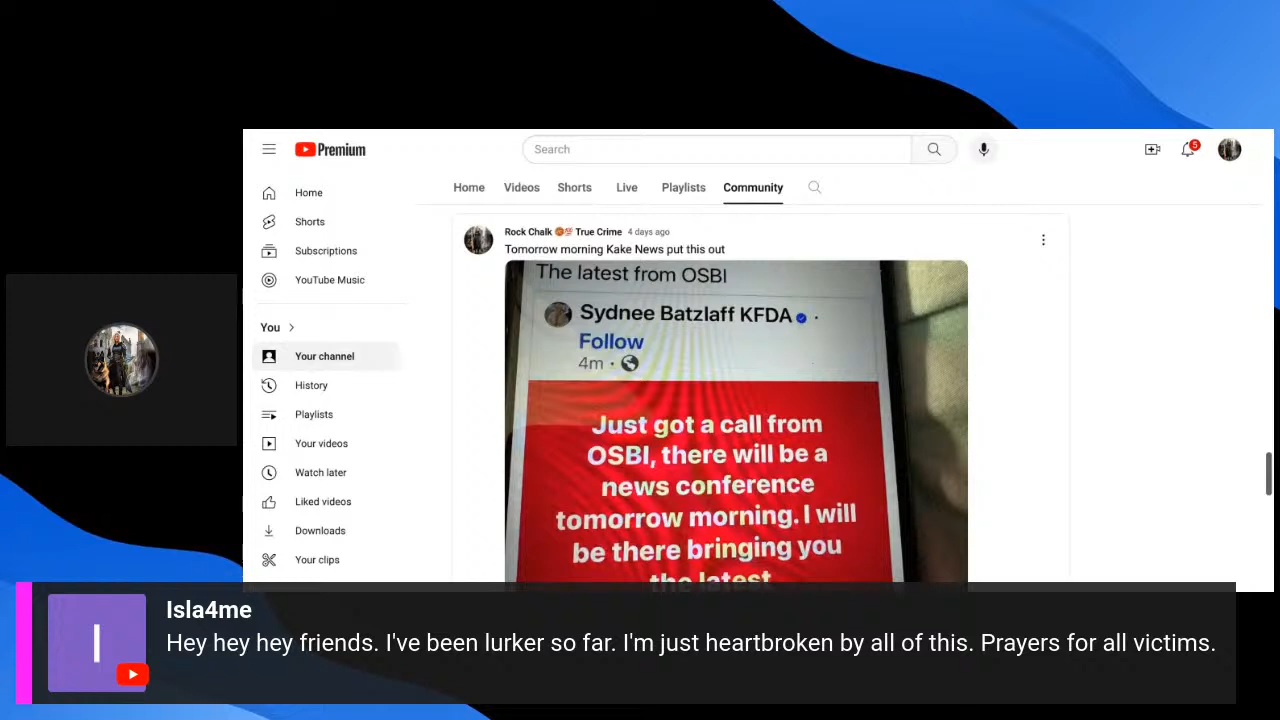 Premium
Search
5
Home
Shorts
Subscriptions
YouTube Music
You
Your channel
History
Playlists
Your videos
Watch later
Liked videos
Downloads
Your clips
Home Videos Shorts Live Playlists Community
Rock Chalk 🏀💯 True Crime 4 days ago
Tomorrow morning Kake News put this out
The latest from OSBI
Sydnee Batzlaff KFDA ·
Follow
4m ·
Just got a call from
OSBI, there will be a
news conference
tomorrow morning. I will
be there bringing you
the latest
I
Isla4me
Hey hey hey friends. I've been lurker so far. I'm just heartbroken by all of this. Prayers for all victims.